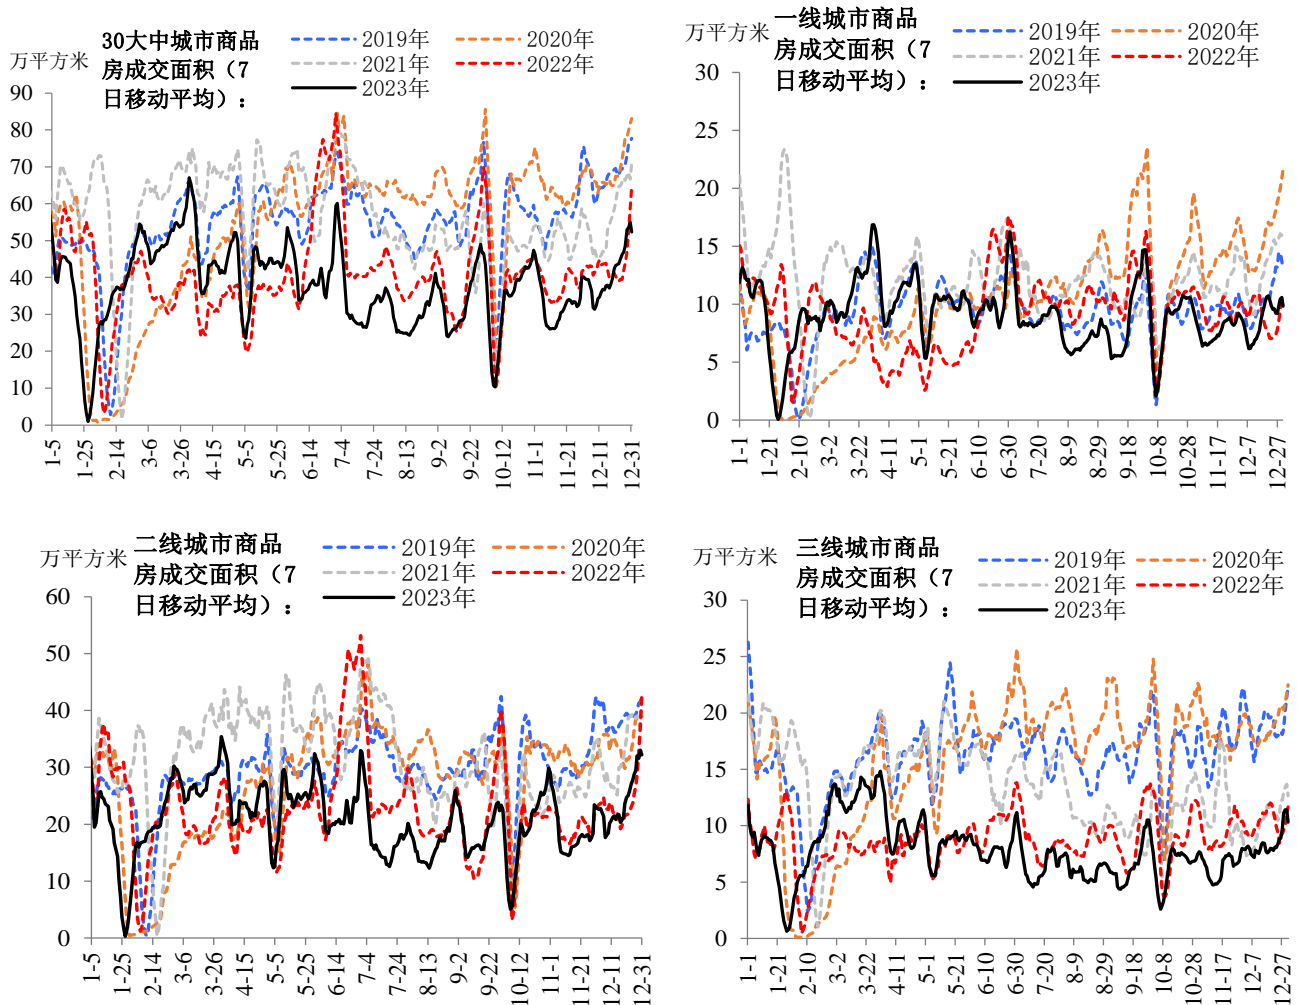 万平方米
30大中城市商品
房成交面积（7
日移动平均）：
2019年
2020年
2021年
2022年
2023年
90
80
70
60
50
40
30
20
10
0
1-5
1-25
2-14
3-6
3-26
4-15
5-5
5-25
6-14
7-4
7-24
8-13
9-2
9-22
10-12
11-1
11-21
12-11
12-31
万平方米
一线城市商品
房成交面积（7
日移动平均）：
2019年
2020年
2021年
2022年
2023年
30
25
20
15
10
5
0
1-1
1-21
2-10
3-2
3-22
4-11
5-1
5-21
6-10
6-30
7-20
8-9
8-29
9-18
10-8
10-28
11-17
12-7
12-27
万平方米
二线城市商品
房成交面积（7
日移动平均）：
2019年
2020年
2021年
2022年
2023年
60
50
40
30
20
10
0
1-5
1-25
2-14
3-6
3-26
4-15
5-5
5-25
6-14
7-4
7-24
8-13
9-2
9-22
10-12
11-1
11-21
12-11
12-31
万平方米
三线城市商品
房成交面积（7
日移动平均）：
2019年
2020年
2021年
2022年
2023年
30
25
20
15
10
5
0
1-1
1-21
2-10
3-2
3-22
4-11
5-1
5-21
6-10
6-30
7-20
8-9
8-29
9-18
10-8
10-28
11-17
12-7
12-27